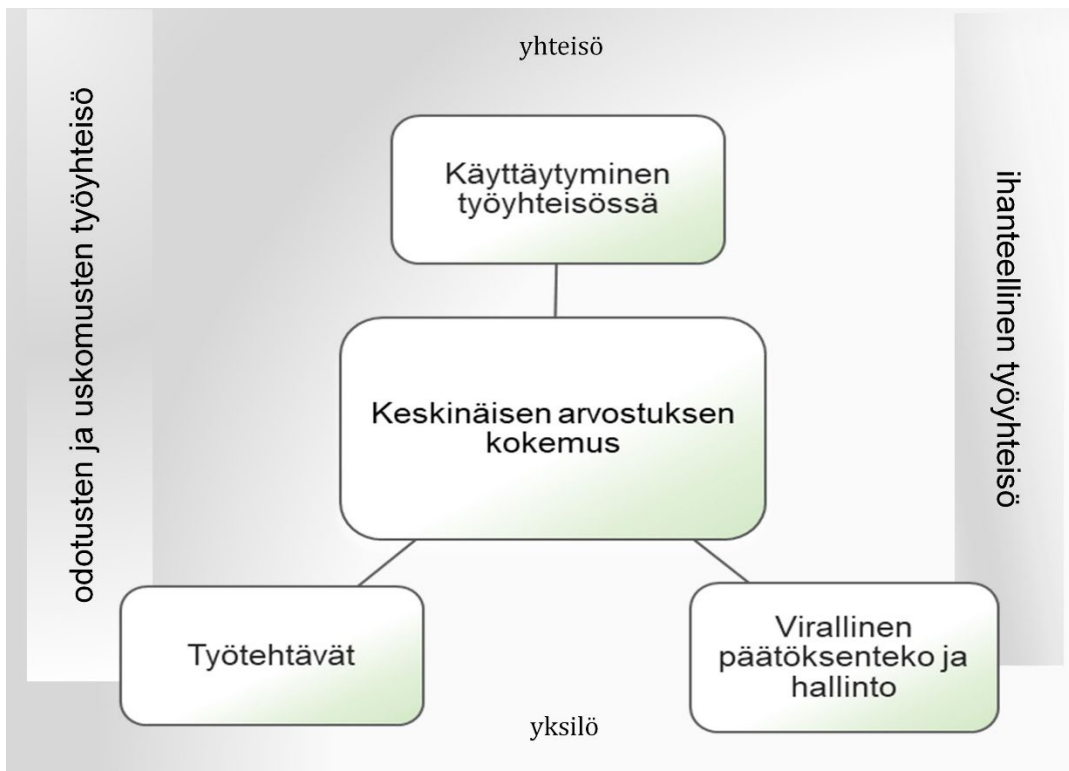 yhteisö
odotusten ja uskomusten työyhteisö
ihanteellinen työyhteisö
Käyttäytyminen
työyhteisössä
Keskinäisen arvostuksen
kokemus
Työtehtävät
Virallinen
päätöksenteko ja
hallinto
yksilö